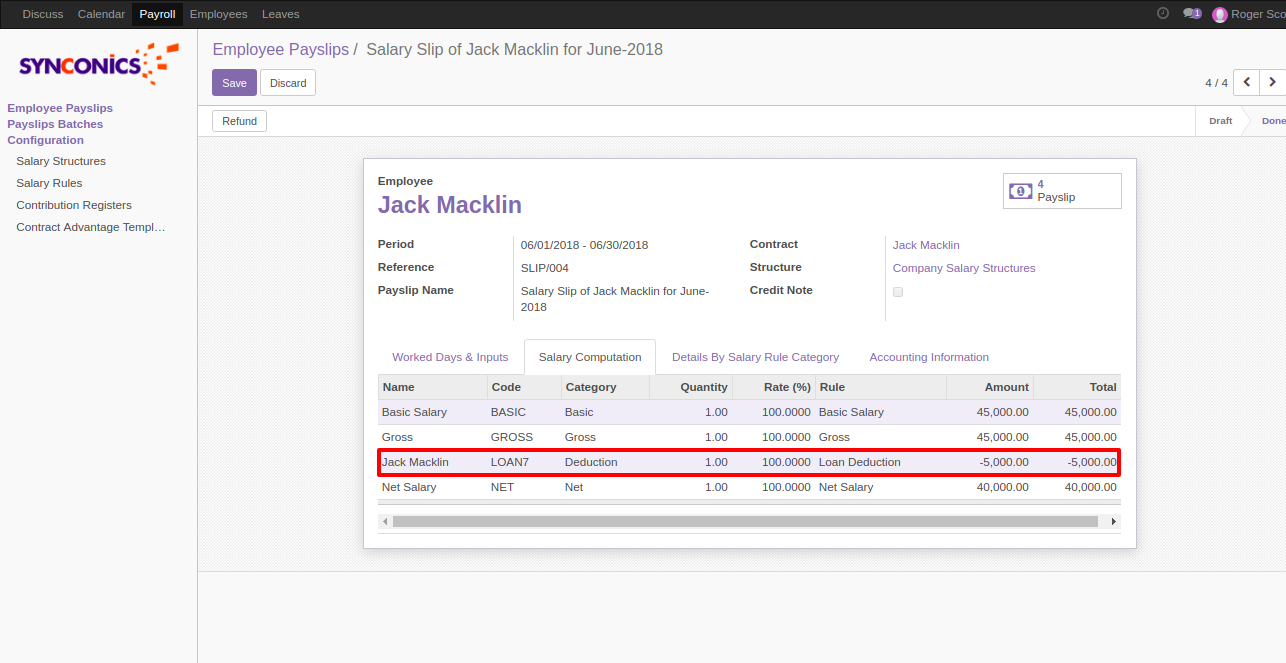 Discuss Calendar Payroll Employees Leaves 1 Roger Sco
SYNCONICS
Employee Payslips
Payslips Batches
Configuration
Salary Structures
Salary Rules
Contribution Registers
Contract Advantage Templ…
Employee Payslips / Salary Slip of Jack Macklin for June-2018
Save Discard 4 / 4
Refund Draft Done
Employee
Jack Macklin
4
Payslip
Period 06/01/2018 - 06/30/2018 Contract Jack Macklin
Reference SLIP/004 Structure Company Salary Structures
Payslip Name Salary Slip of Jack Macklin for June- Credit Note
2018
Worked Days & Inputs Salary Computation Details By Salary Rule Category Accounting Information
Name Code Category Quantity Rate (%) Rule Amount Total
Basic Salary BASIC Basic 1.00 100.0000 Basic Salary 45,000.00 45,000.00
Gross GROSS Gross 1.00 100.0000 Gross 45,000.00 45,000.00
Jack Macklin LOAN7 Deduction 1.00 100.0000 Loan Deduction -5,000.00 -5,000.00
Net Salary NET Net 1.00 100.0000 Net Salary 40,000.00 40,000.00